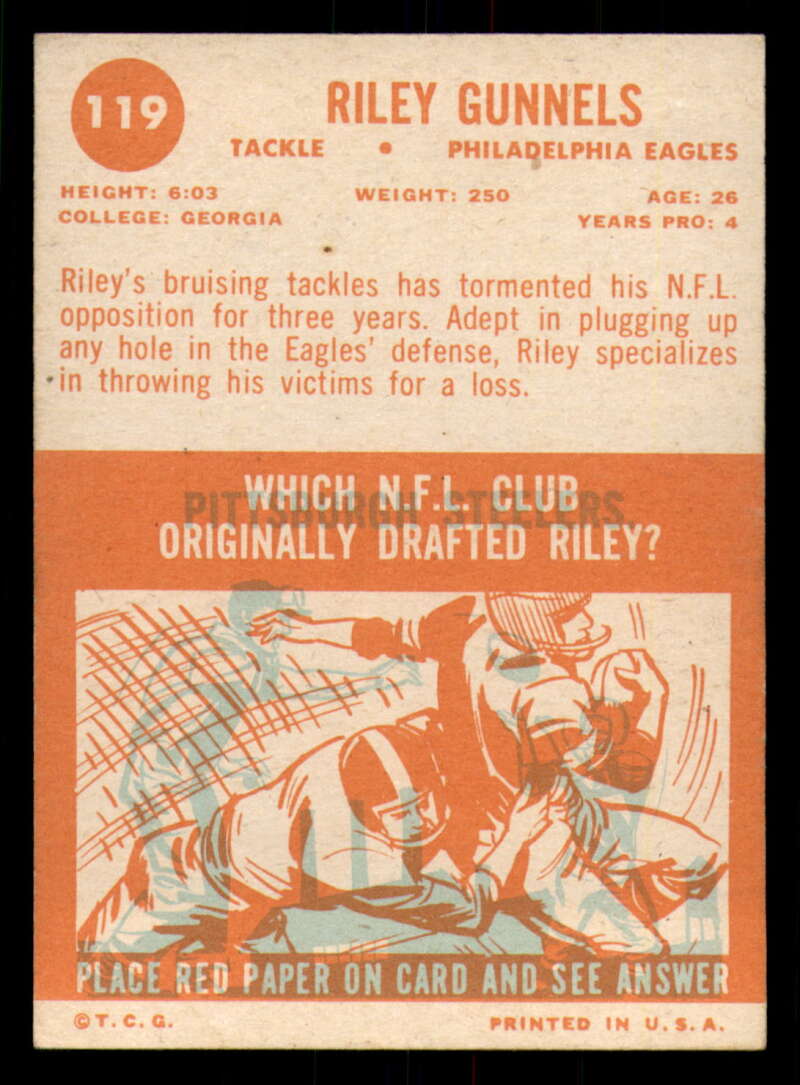 119
RILEY GUNNELS
TACKLE • PHILADELPHIA EAGLES
HEIGHT: 6:03 WEIGHT: 250 AGE: 26
COLLEGE: GEORGIA YEARS PRO: 4
Riley's bruising tackles has tormented his N.F.L.
opposition for three years. Adept in plugging up
any hole in the Eagles' defense, Riley specializes
in throwing his victims for a loss.
WHICH N.F.L. CLUB
PITTSBURGH STEELERS
ORIGINALLY DRAFTED RILEY?
PLACE RED PAPER ON CARD AND SEE ANSWER
© T. C. G. PRINTED IN U. S. A.